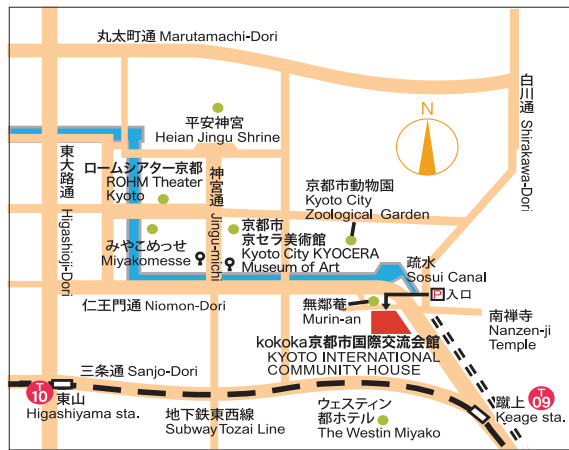 丸太町通 Marutamachi-Dori
白川通 Shirakawa-Dori
N
平安神宮
Heian Jingu Shrine
東大路通 Higashioji-Dori
ロームシアター京都
ROHM Theater
Kyoto
神宮通 Jingu-michi
京都市動物園
Kyoto City
Zoological Garden
みやこめっせ
Miyakomesse
京都市
京セラ美術館
Kyoto City KYOCERA
Museum of Art
疏水
Sosui Canal
P 入口
仁王門通 Niomon-Dori
無鄰菴
Murin-an
南禅寺
Nanzen-ji
Temple
kokoka京都市国際交流会館
KYOTO INTERNATIONAL
COMMUNITY HOUSE
三条通 Sanjo-Dori
T
10
東山
Higashiyama sta.
地下鉄東西線
Subway Tozai Line
ウェスティン
都ホテル
The Westin Miyako
蹴上
Keage sta.
T
09